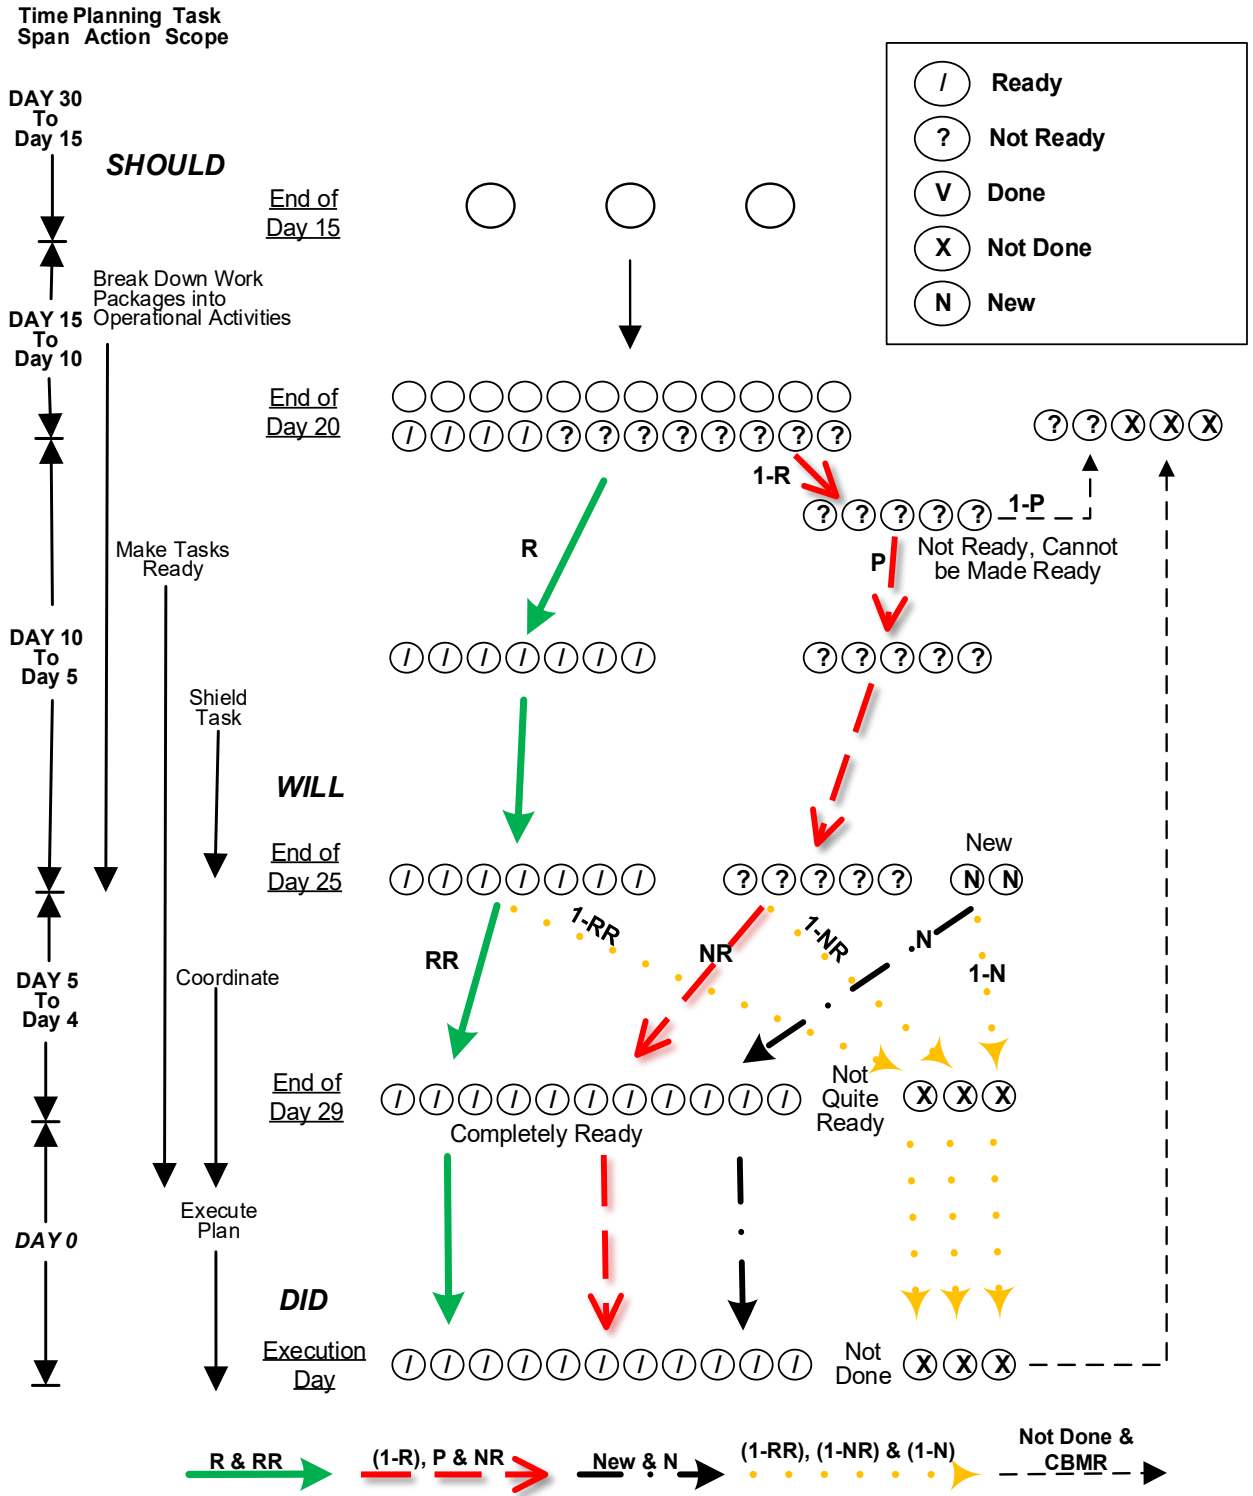 Time Planning Task
Span Action Scope
DAY 30
To
Day 15
SHOULD
End of
Day 15
/ Ready
? Not Ready
V Done
X Not Done
N New
Break Down Work
Packages into
Operational Activities
DAY 15
To
Day 10
End of
Day 20
/ / / / ? ? ? ? ? ? ? ?
? ? X X X
1-R
? ? ? ? ?
1-P
Not Ready, Cannot
be Made Ready
R
P
Make Tasks
Ready
DAY 10
To
Day 5
/ / / / / / /
? ? ? ? ?
Shield
Task
WILL
End of
Day 25
/ / / / / / /
? ? ? ? ?
New
N N
RR
1-RR
NR
1-NR
.N
1-N
Coordinate
DAY 5
To
Day 4
End of
Day 29
/ / / / / / / / / / /
Completely Ready
Not
Quite
Ready
X X X
Execute
Plan
DAY 0
DID
Execution
Day
/ / / / / / / / / / /
Not
Done
X X X
R & RR
(1-R), P & NR
New & N
(1-RR), (1-NR) & (1-N)
Not Done &
CBMR